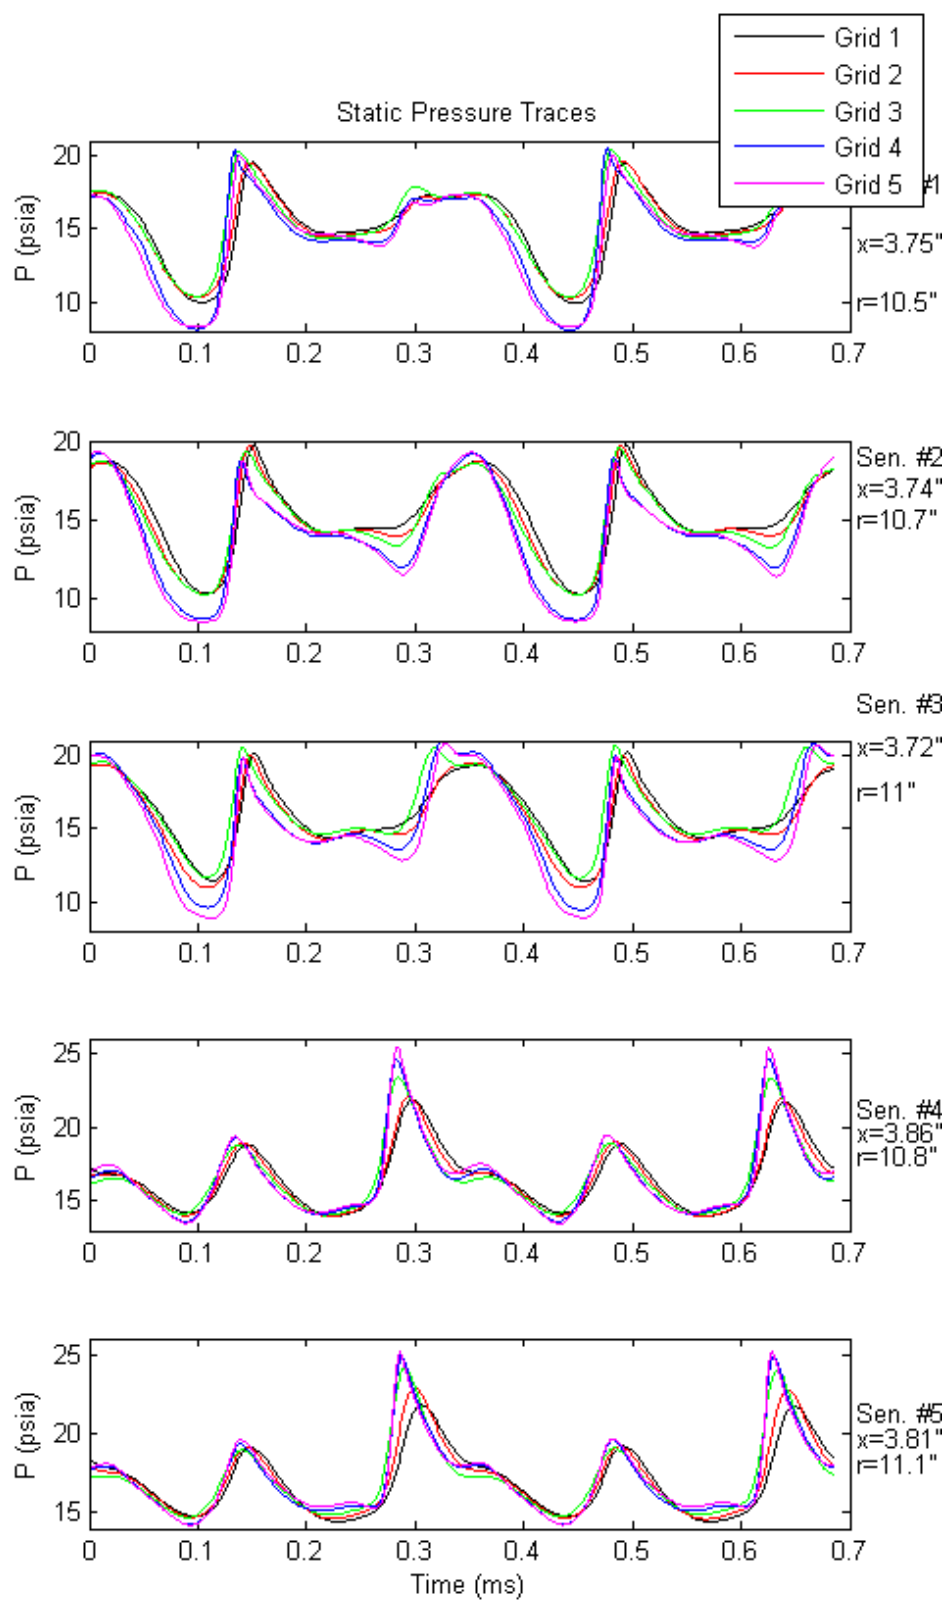 Grid 1
Grid 2
Grid 3
Grid 4
Grid 5
Static Pressure Traces
20
15
10
P (psia)
#1
x=3.75"
r=10.5"
0 0.1 0.2 0.3 0.4 0.5 0.6 0.7
20
15
10
P (psia)
Sen. #2
x=3.74"
r=10.7"
0 0.1 0.2 0.3 0.4 0.5 0.6 0.7
Sen. #3
x=3.72"
r=11"
20
15
10
P (psia)
0 0.1 0.2 0.3 0.4 0.5 0.6 0.7
25
20
15
P (psia)
Sen. #4
x=3.86"
r=10.8"
0 0.1 0.2 0.3 0.4 0.5 0.6 0.7
25
20
15
P (psia)
Sen. #5
x=3.81"
r=11.1"
0 0.1 0.2 0.3 0.4 0.5 0.6 0.7
Time (ms)